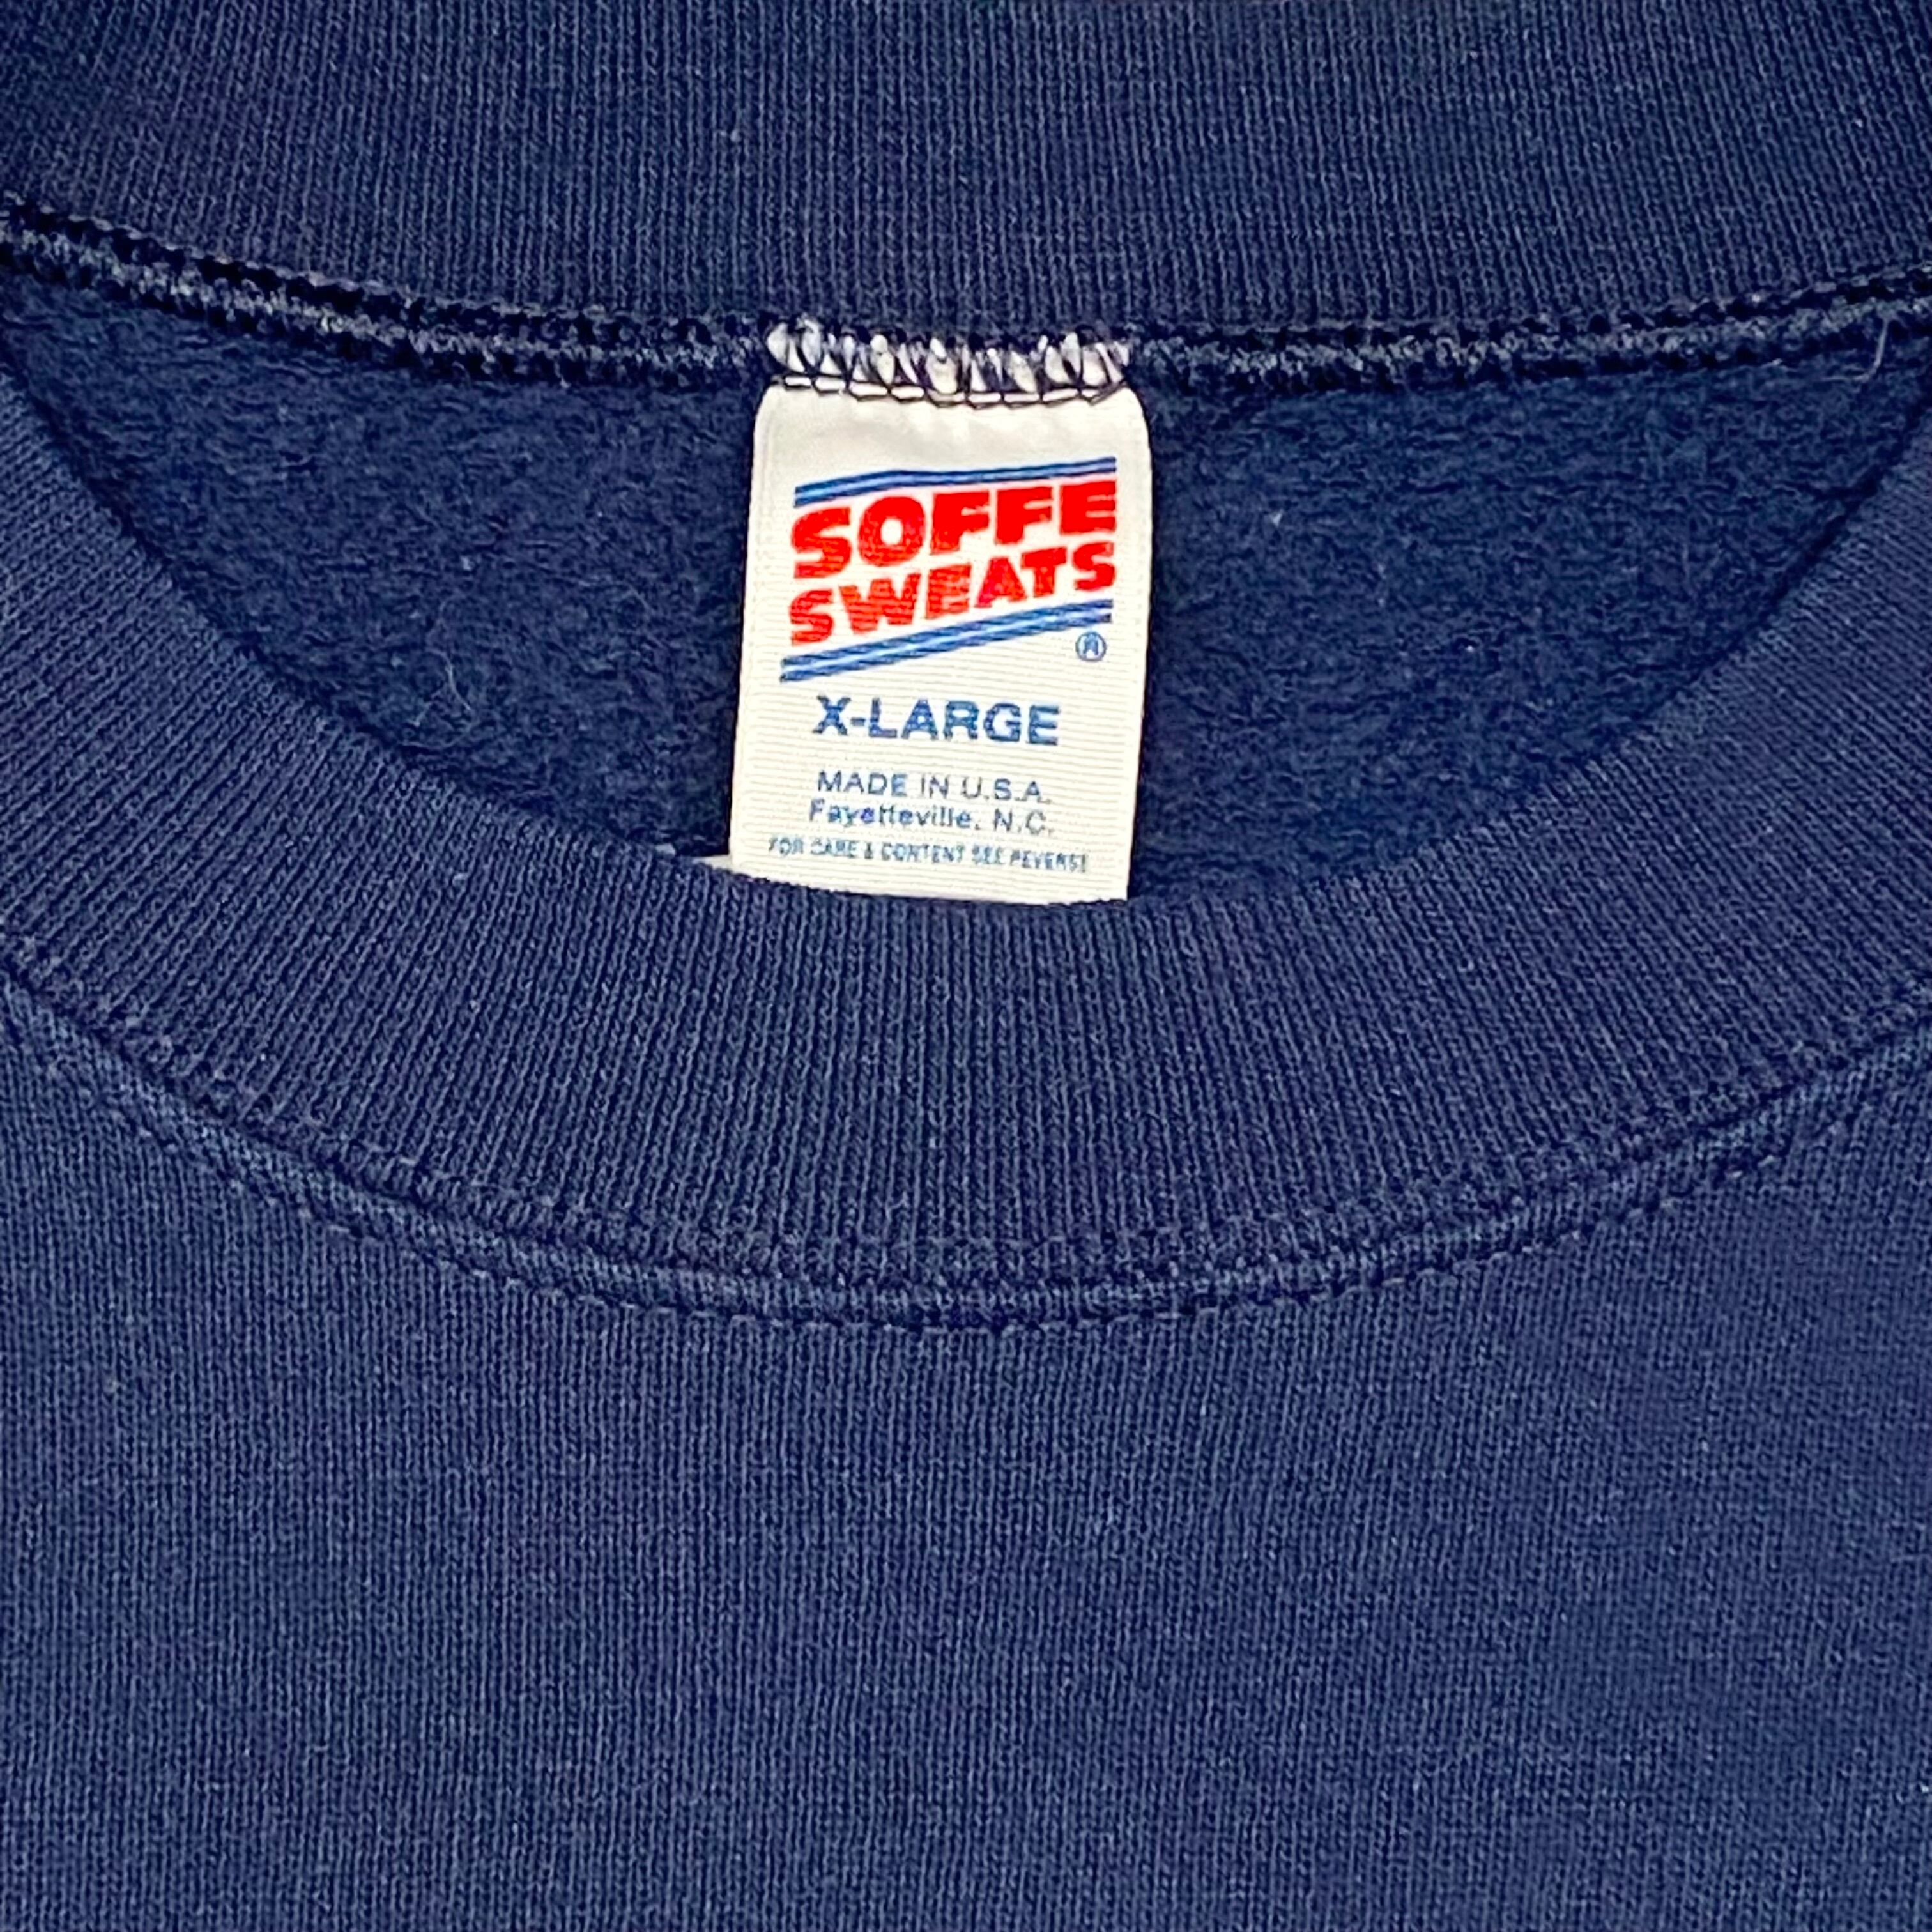 SOFFE
SWEATS
®
X-LARGE
MADE IN U.S.A.
Fayetteville, N.C.
FOR CARE & CONTENT SEE REVERSE